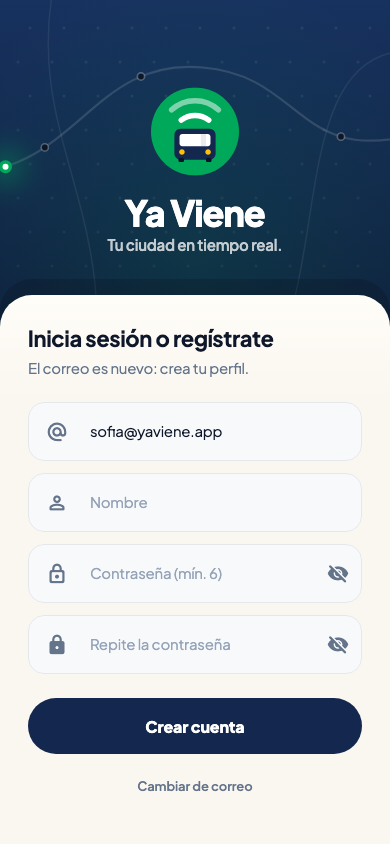 Ya Viene
Tu ciudad en tiempo real.
Inicia sesión o regístrate
El correo es nuevo: crea tu perfil.
sofia@yaviene.app
Nombre
Contraseña (mín. 6)
Repite la contraseña
Crear cuenta
Cambiar de correo